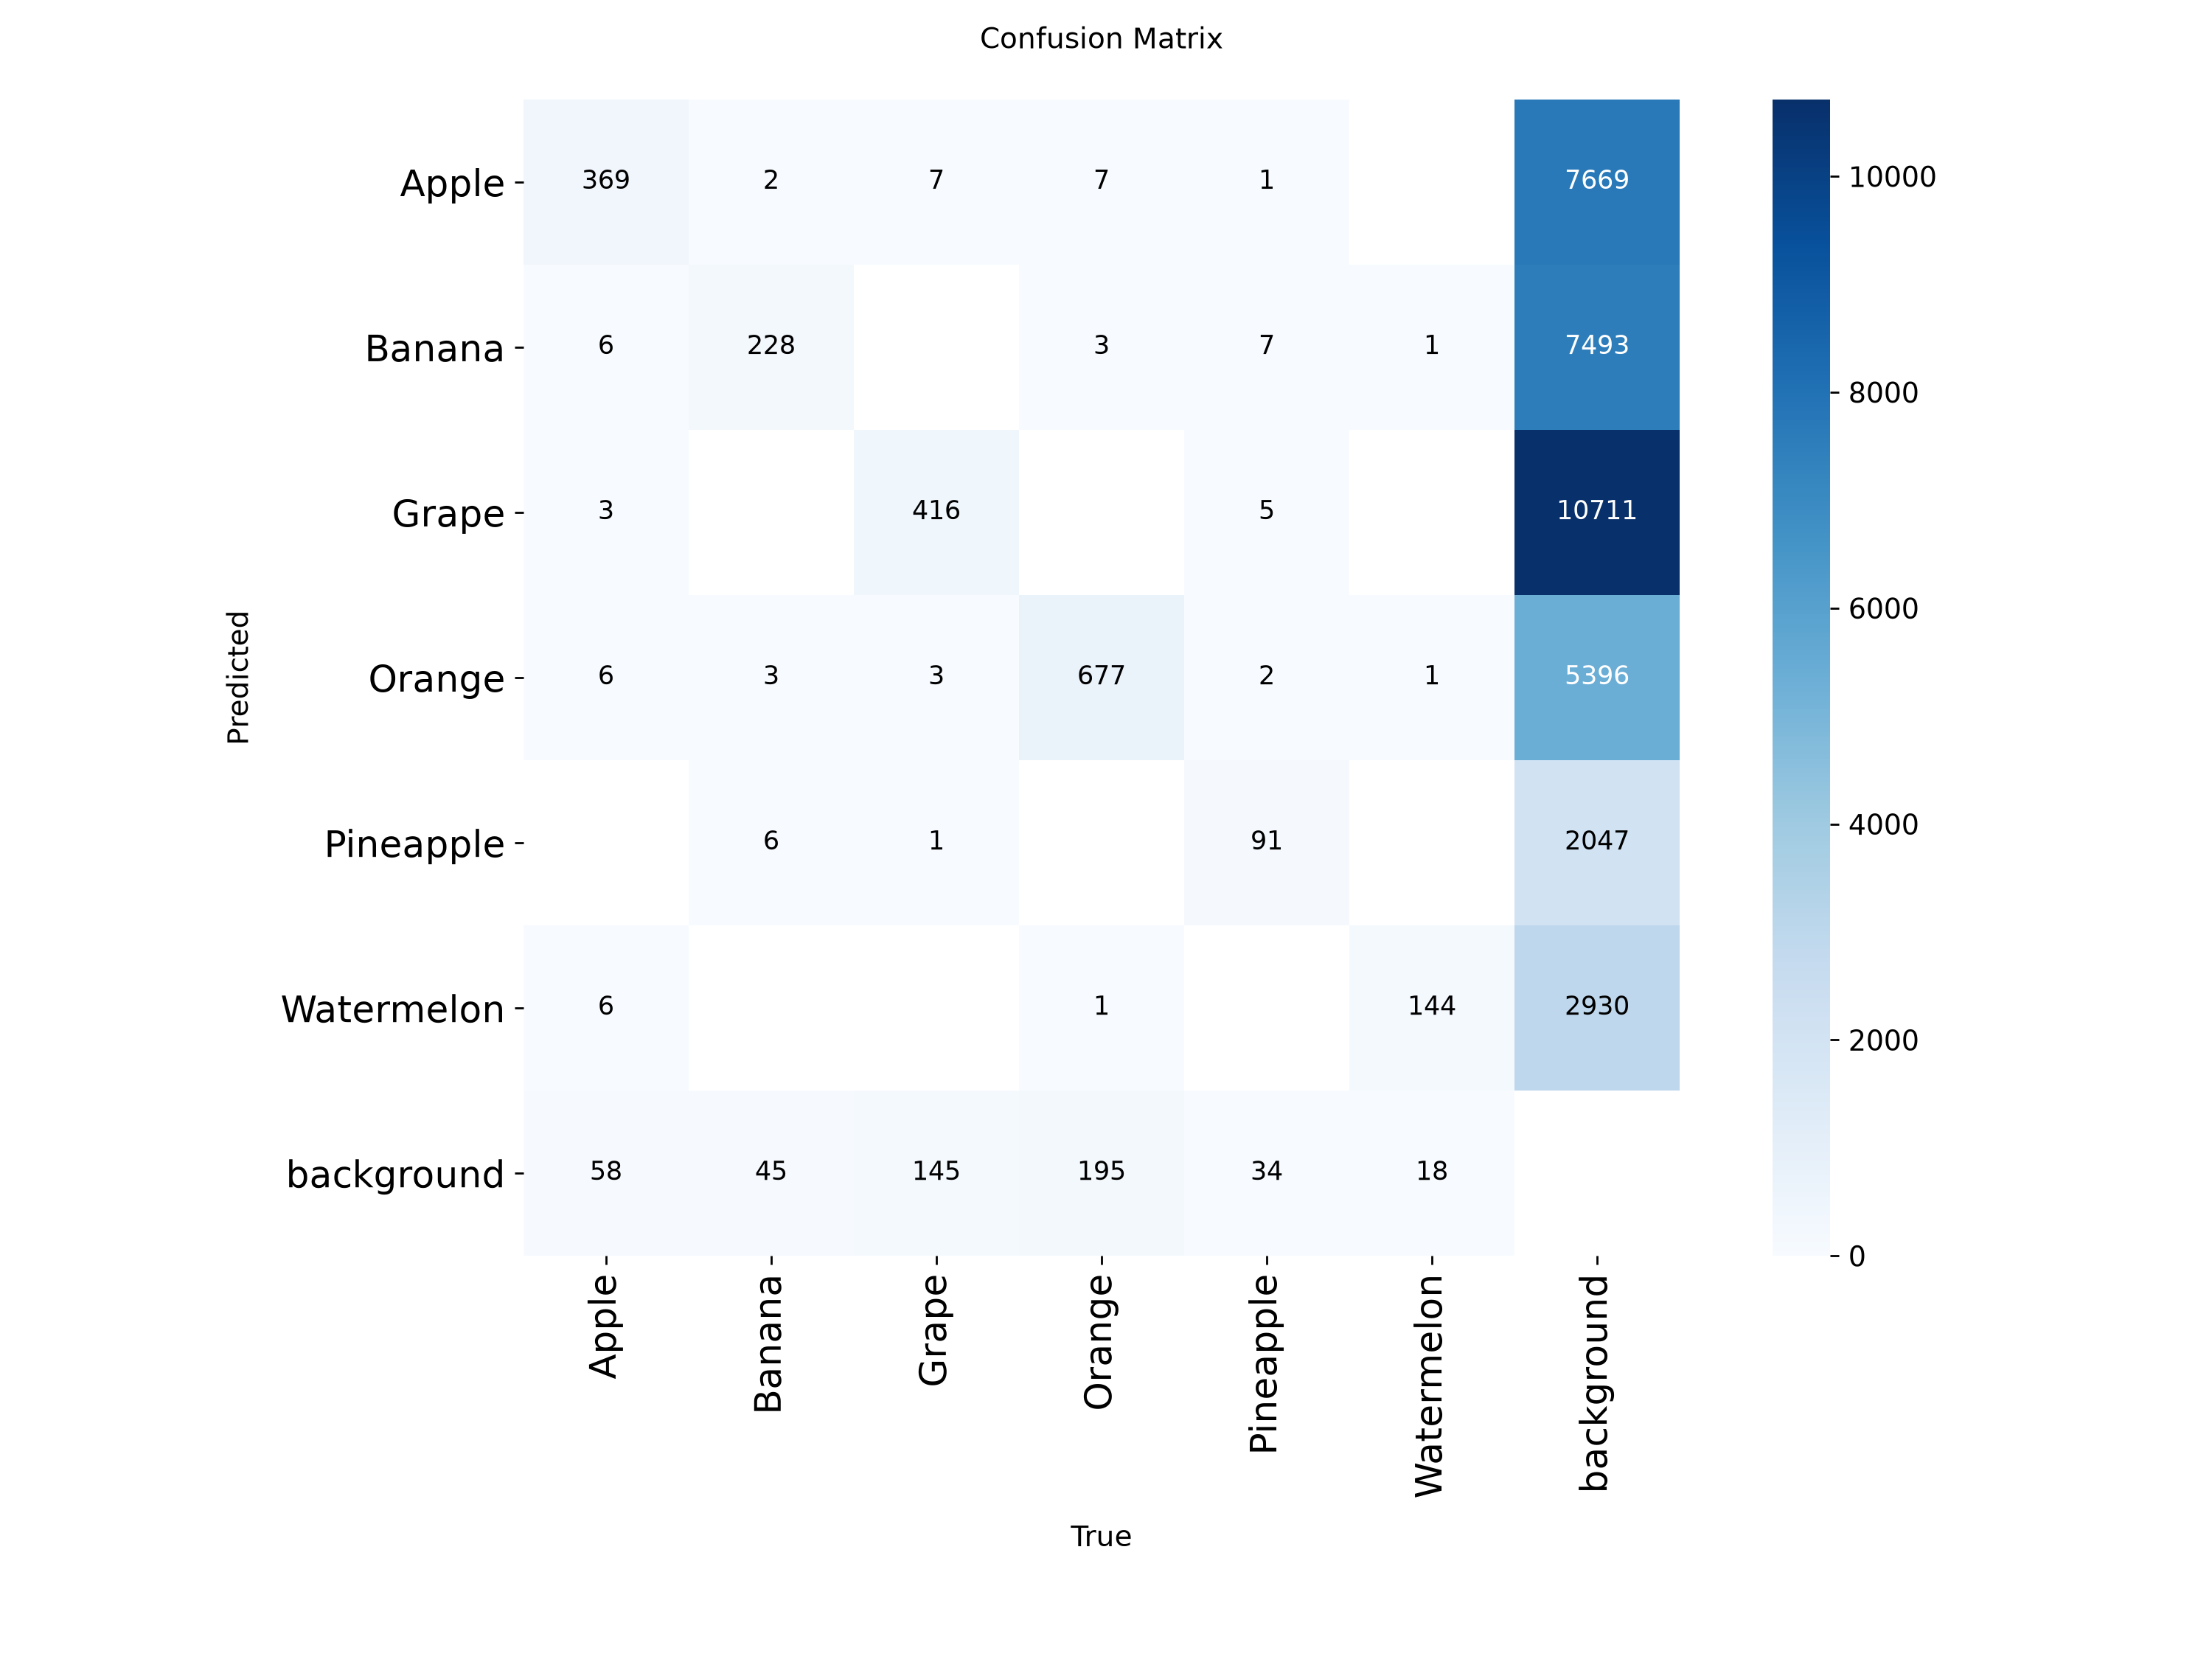 Confusion Matrix
Apple 369 2 7 7 1 7669
Banana 6 228 3 7 1 7493
Grape 3 416 5 10711
Orange 6 3 3 677 2 1 5396
Pineapple 6 1 91 2047
Watermelon 6 1 144 2930
background 58 45 145 195 34 18
Predicted
Apple Banana Grape Orange Pineapple Watermelon background
True
10000
8000
6000
4000
2000
0